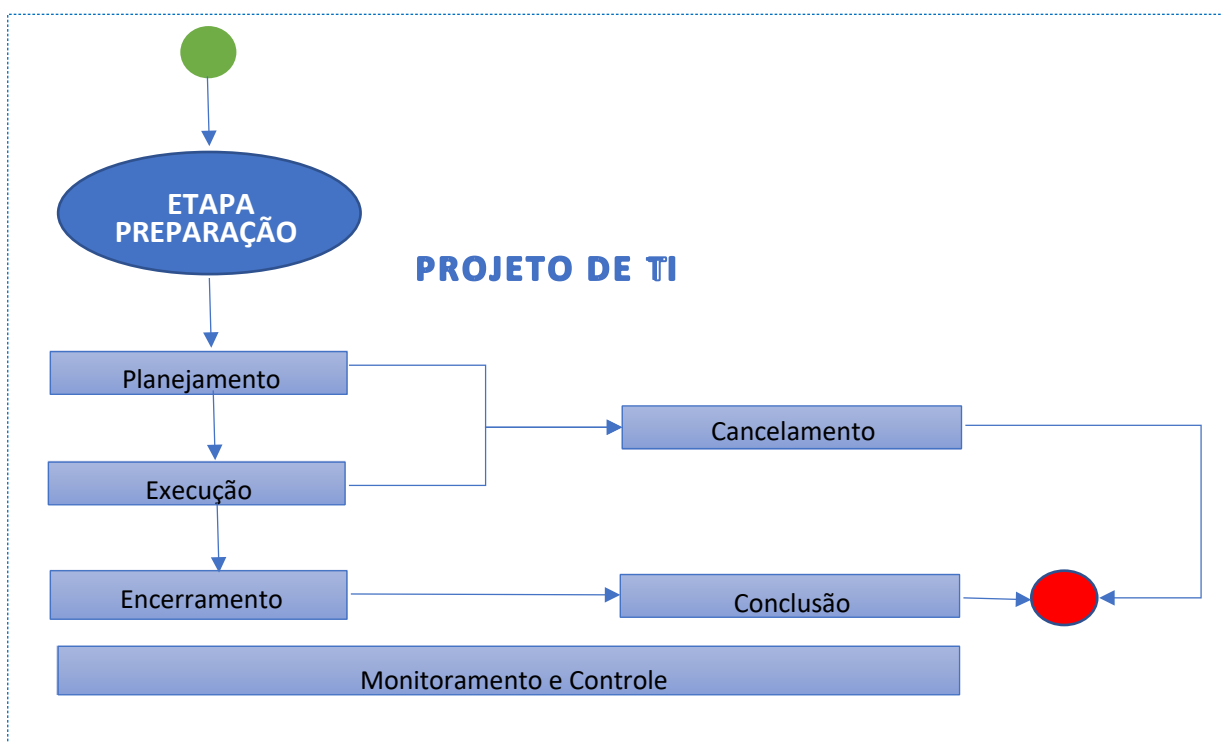 ETAPA
PREPARAÇÃO
PROJETO DE TI
Planejamento
Cancelamento
Execução
Encerramento
Conclusão
Monitoramento e Controle